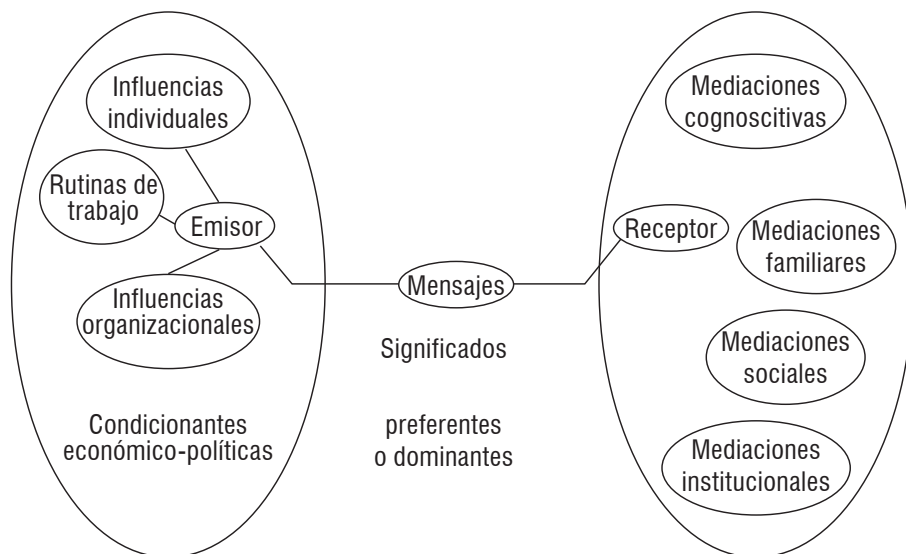 Influencias
individuales
Rutinas de
trabajo
Emisor
Influencias
organizacionales
Condicionantes
económico-políticas
Mensajes
Significados
preferentes
o dominantes
Receptor
Mediaciones
cognoscitivas
Mediaciones
familiares
Mediaciones
sociales
Mediaciones
institucionales